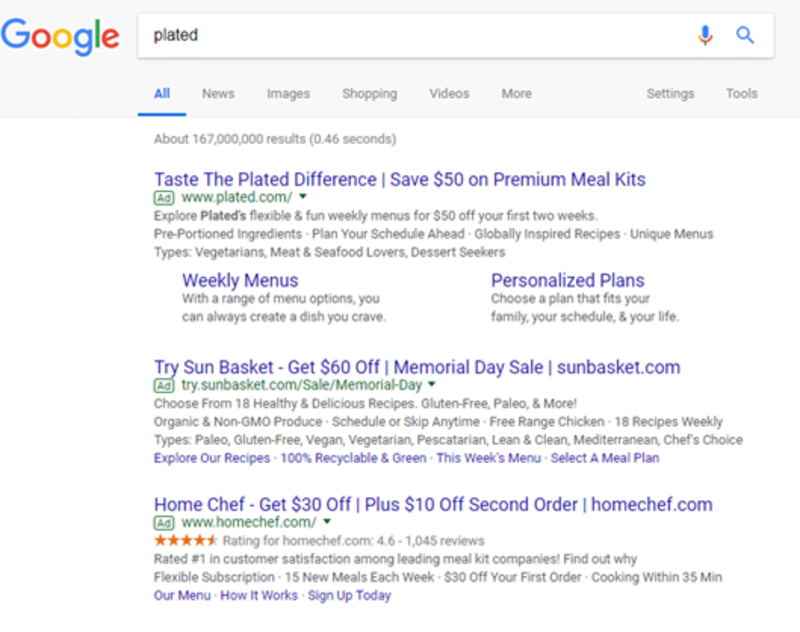 Google
plated
All News Images Shopping Videos More Settings Tools
About 167,000,000 results (0.46 seconds)
Taste The Plated Difference | Save $50 on Premium Meal Kits
Ad www.plated.com/
Explore Plated's flexible & fun weekly menus for $50 off your first two weeks.
Pre-Portioned Ingredients · Plan Your Schedule Ahead · Globally Inspired Recipes · Unique Menus
Types: Vegetarians, Meat & Seafood Lovers, Dessert Seekers
Weekly Menus
With a range of menu options, you
can always create a dish you crave.
Personalized Plans
Choose a plan that fits your
family, your schedule, & your life.
Try Sun Basket - Get $60 Off | Memorial Day Sale | sunbasket.com
Ad try.sunbasket.com/Sale/Memorial-Day
Choose From 18 Healthy & Delicious Recipes. Gluten-Free, Paleo, & More!
Organic & Non-GMO Produce · Schedule or Skip Anytime · Free Range Chicken · 18 Recipes Weekly
Types: Paleo, Gluten-Free, Vegan, Vegetarian, Pescatarian, Lean & Clean, Mediterranean, Chef's Choice
Explore Our Recipes · 100% Recyclable & Green · This Week's Menu · Select A Meal Plan
Home Chef - Get $30 Off | Plus $10 Off Second Order | homechef.com
Ad www.homechef.com/
Rating for homechef.com: 4.6 - 1,045 reviews
Rated #1 in customer satisfaction among leading meal kit companies! Find out why
Flexible Subscription · 15 New Meals Each Week · $30 Off Your First Order · Cooking Within 35 Min
Our Menu · How It Works · Sign Up Today